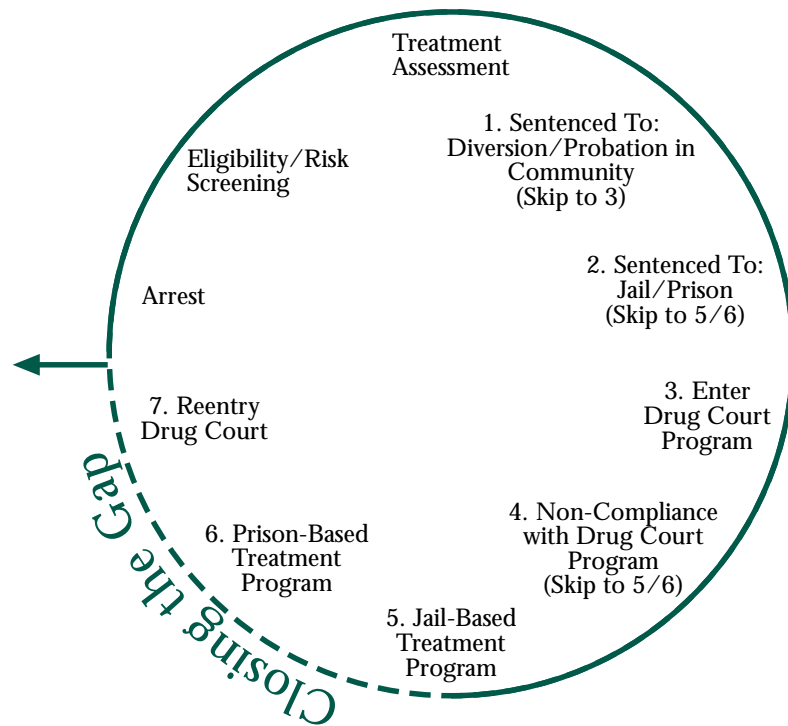 Treatment
Assessment
1. Sentenced To:
Diversion/Probation in
Community
(Skip to 3)
Eligibility/Risk
Screening
2. Sentenced To:
Jail/Prison
(Skip to 5/6)
Arrest
3. Enter
Drug Court
Program
7. Reentry
Drug Court
4. Non-Compliance
with Drug Court
Program
(Skip to 5/6)
6. Prison-Based
Treatment
Program
5. Jail-Based
Treatment
Program
Closing the Gap